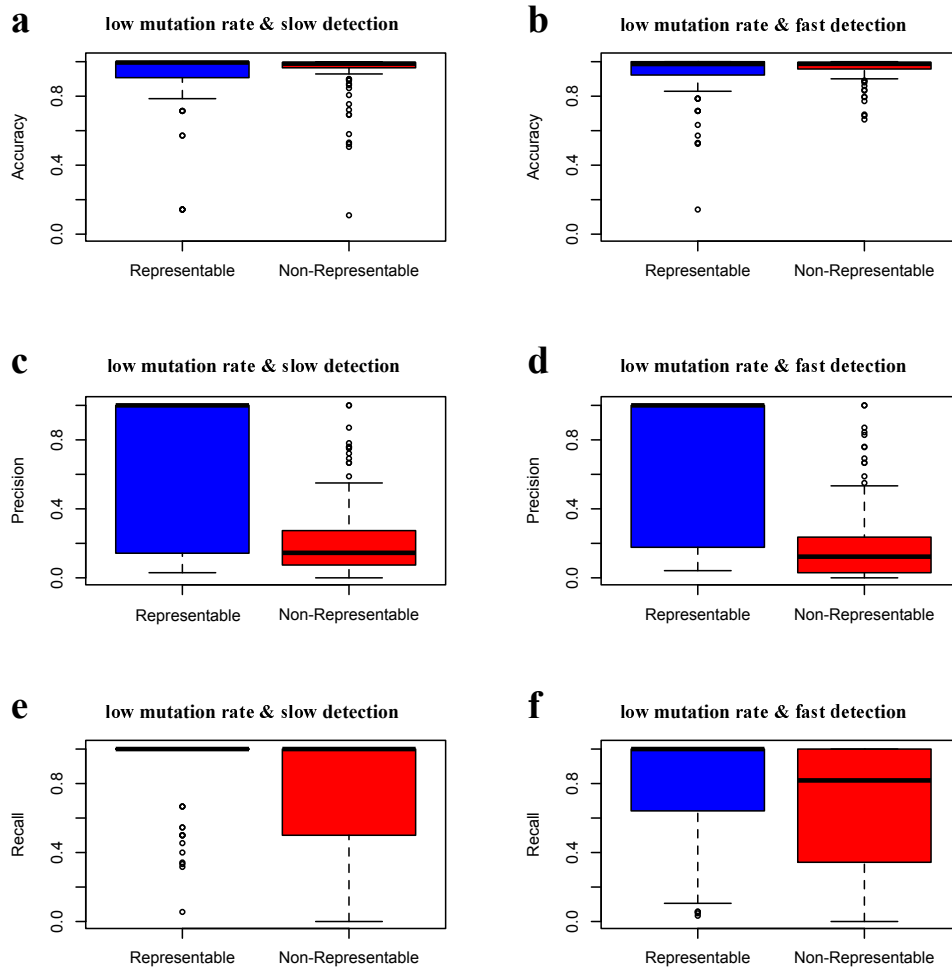 a low mutation rate & slow detection
Accuracy
0.8
0.4
0.0
Representable Non-Representable
b low mutation rate & fast detection
Accuracy
0.8
0.4
0.0
Representable Non-Representable
c low mutation rate & slow detection
Precision
0.8
0.4
0.0
Representable Non-Representable
d low mutation rate & fast detection
Precision
0.8
0.4
0.0
Representable Non-Representable
e low mutation rate & slow detection
Recall
0.8
0.4
0.0
Representable Non-Representable
f low mutation rate & fast detection
Recall
0.8
0.4
0.0
Representable Non-Representable